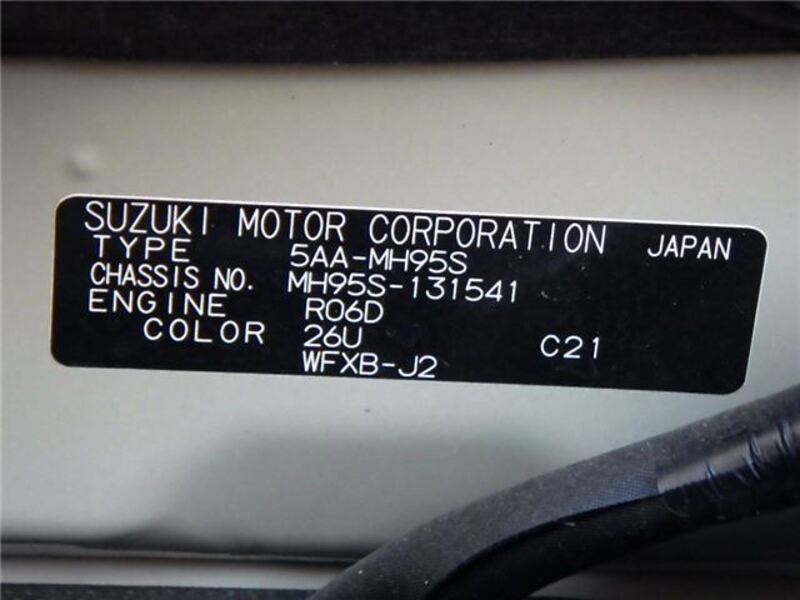 SUZUKI MOTOR CORPORATION JAPAN
TYPE 5AA-MH95S
CHASSIS NO. MH95S-131541
ENGINE R06D
COLOR 26U C21
WFXB-J2